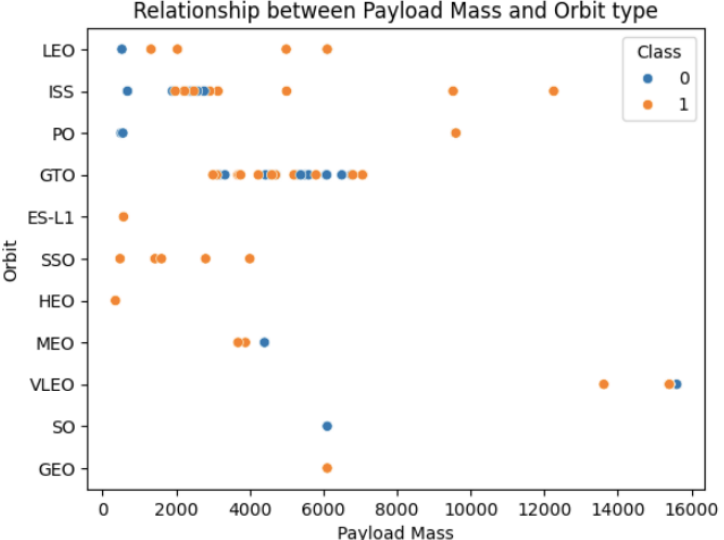 Relationship between Payload Mass and Orbit type
Class
0
1
LEO
ISS
PO
GTO
ES-L1
SSO
HEO
MEO
VLEO
SO
GEO
Orbit
0 2000 4000 6000 8000 10000 12000 14000 16000
Payload Mass